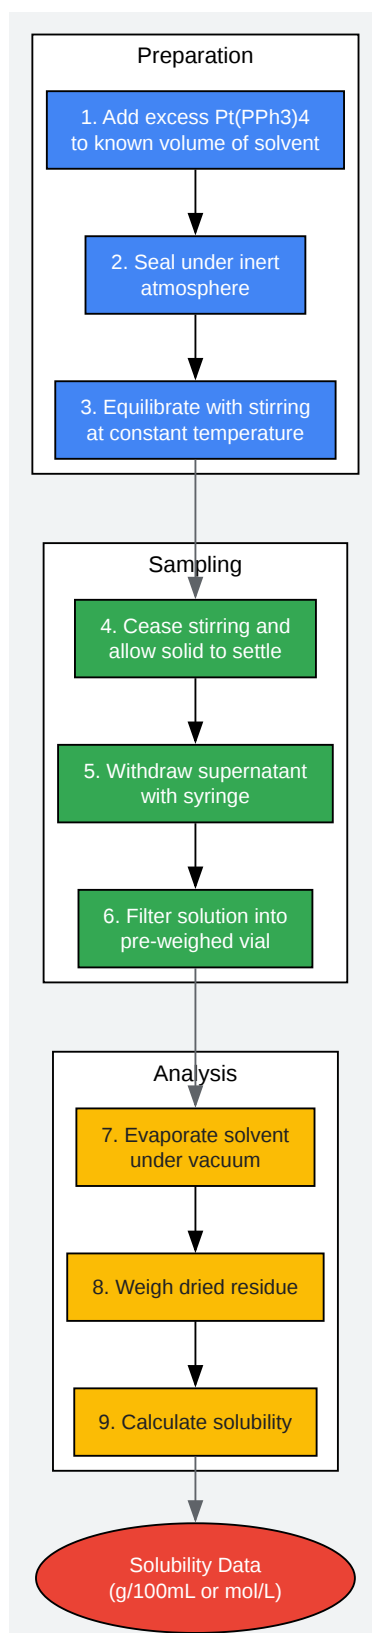 Preparation
1. Add excess Pt(PPh3)4
to known volume of solvent
2. Seal under inert
atmosphere
3. Equilibrate with stirring
at constant temperature
Sampling
4. Cease stirring and
allow solid to settle
5. Withdraw supernatant
with syringe
6. Filter solution into
pre-weighed vial
Analysis
7. Evaporate solvent
under vacuum
8. Weigh dried residue
9. Calculate solubility
Solubility Data
(g/100mL or mol/L)